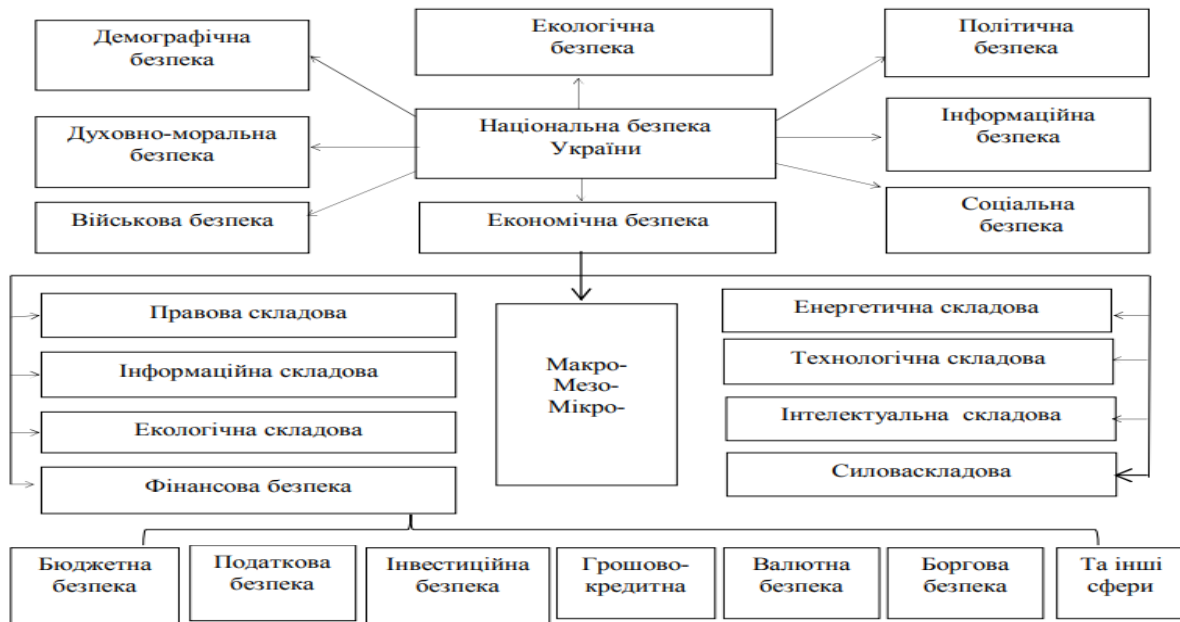 Демографічна
безпека
Екологічна
безпека
Політична
безпека
Духовно-моральна
безпека
Національна безпека
України
Інформаційна
безпека
Військова безпека
Економічна безпека
Соціальна
безпека
Правова складова
Інформаційна складова
Екологічна складова
Фінансова безпека
Макро-
Мезо-
Мікро-
Енергетична складова
Технологічна складова
Інтелектуальна складова
Силоваскладова
Бюджетна
безпека
Податкова
безпека
Інвестиційна
безпека
Грошово-
кредитна
Валютна
безпека
Боргова
безпека
Та інші
сфери